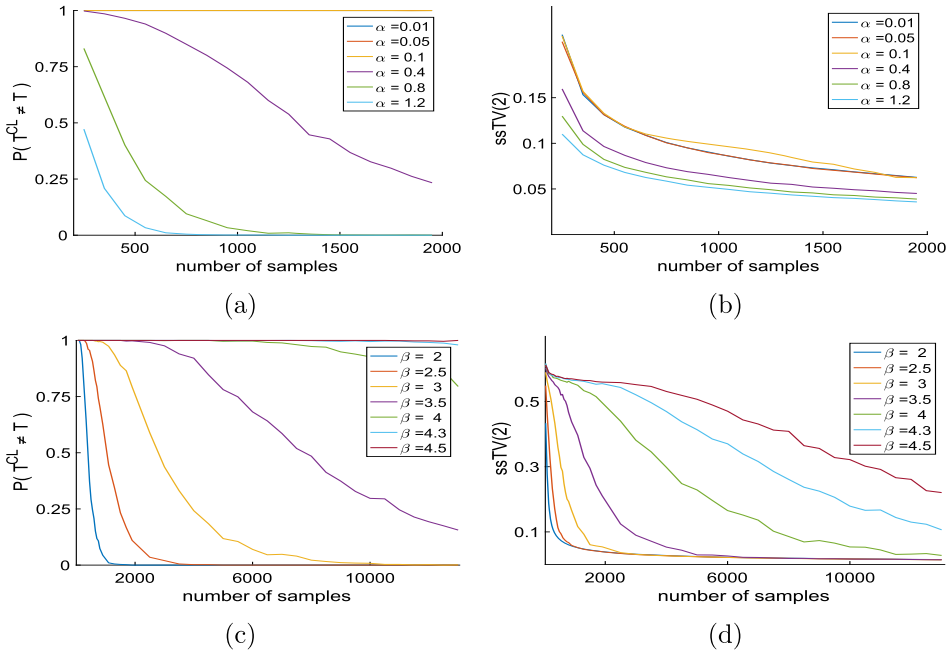 1
0.75
0.5
0.25
0
P( T^CL ≠ T )
500
1000
1500
2000
number of samples
α =0.01
α =0.05
α = 0.1
α = 0.4
α = 0.8
α = 1.2
(a)
0.15
0.1
0.05
ssTV(2)
500
1000
1500
2000
number of samples
α =0.01
α =0.05
α = 0.1
α = 0.4
α = 0.8
α = 1.2
(b)
1
0.75
0.5
0.25
0
P( T^CL ≠ T )
2000
6000
10000
number of samples
β = 2
β =2.5
β = 3
β =3.5
β = 4
β =4.3
β =4.5
(c)
0.5
0.3
0.1
ssTV(2)
2000
6000
10000
number of samples
β = 2
β =2.5
β = 3
β =3.5
β = 4
β =4.3
β =4.5
(d)